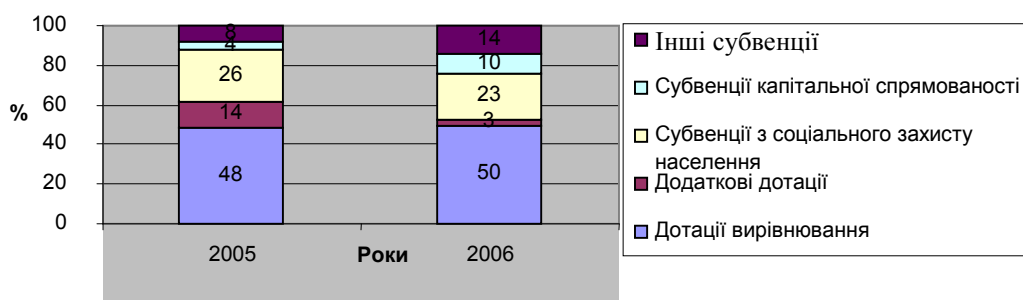 100
80
60
40
20
0
%
8
4
26
14
48
14
10
23
3
50
2005
Роки
2006
Інші субвенції
Субвенції капітальної спрямованості
Субвенції з соціального захисту
населення
Додаткові дотації
Дотації вирівнювання